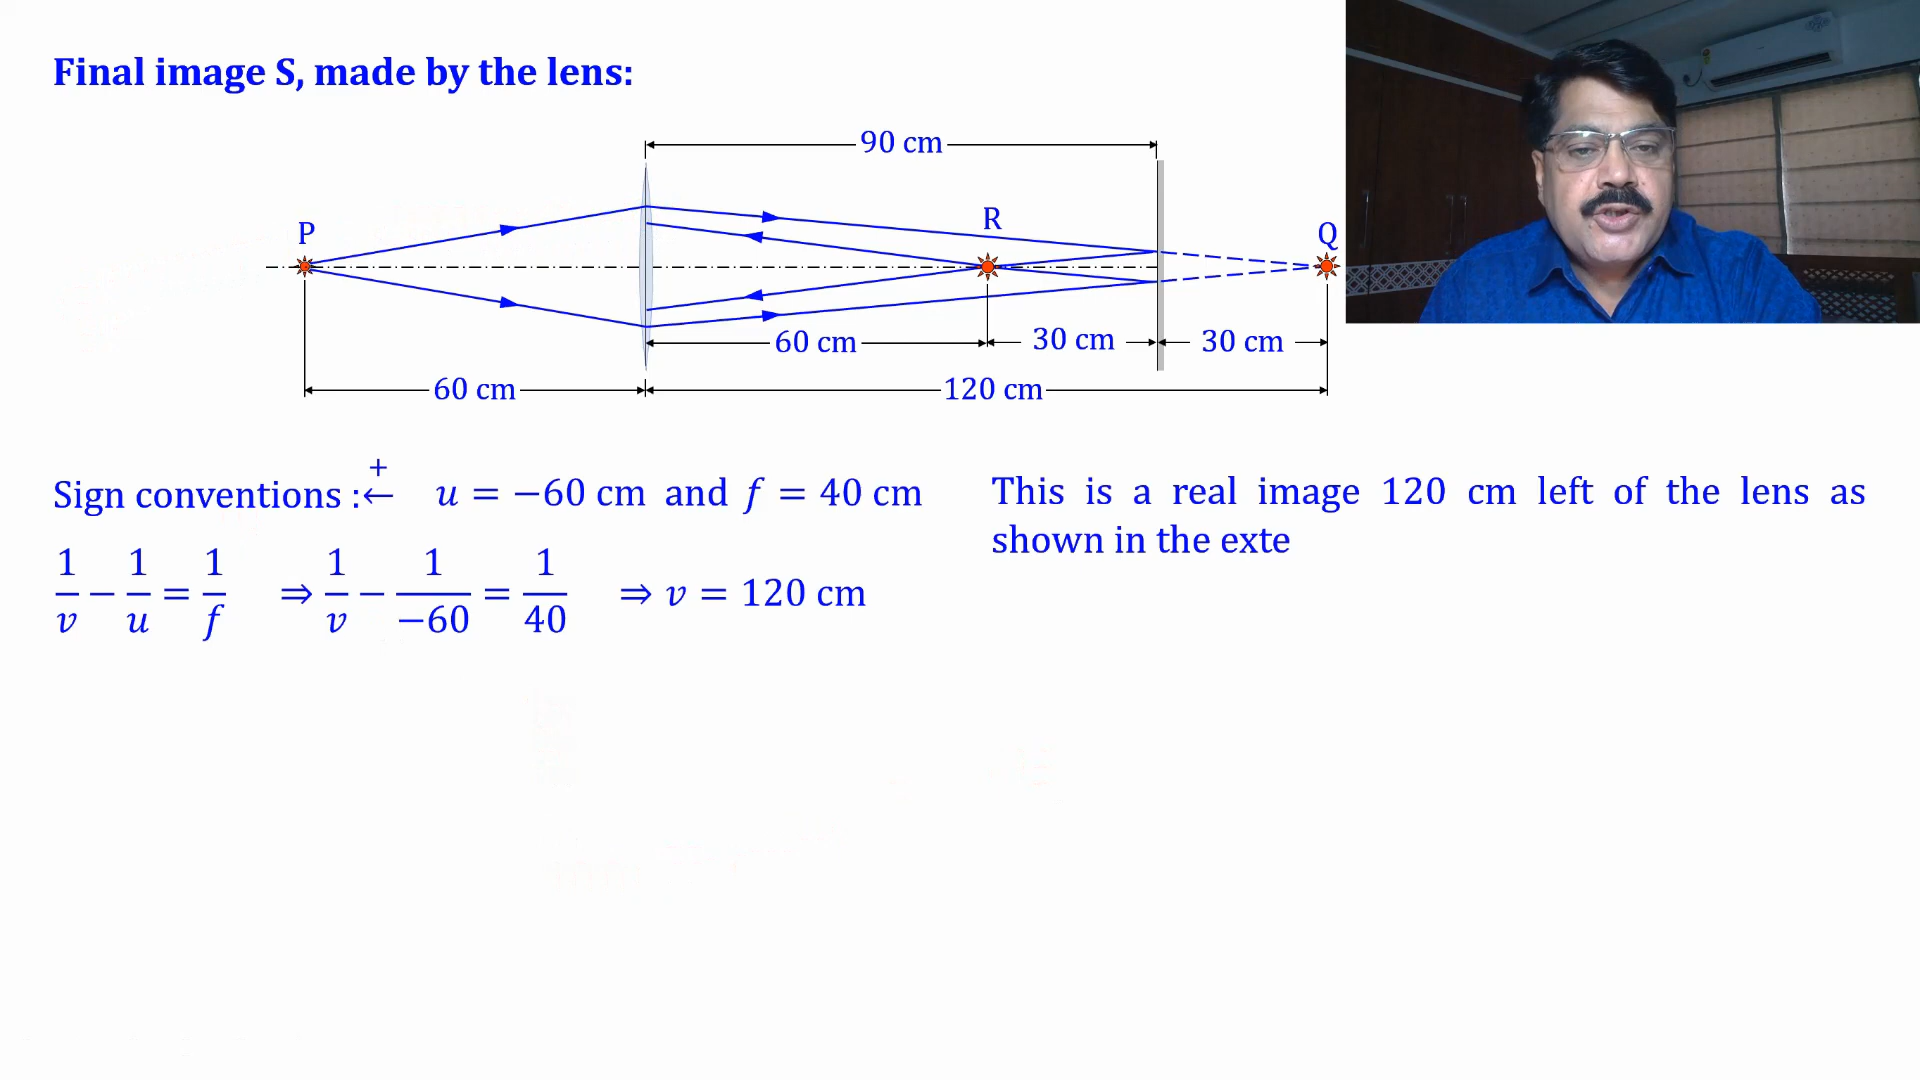 Final image S, made by the lens:
90 cm
P
R
Q
60 cm
30 cm
30 cm
60 cm
120 cm
Sign conventions : + ← u = −60 cm and f = 40 cm
1/v − 1/u = 1/f ⇒ 1/v − 1/−60 = 1/40 ⇒ v = 120 cm
This is a real image 120 cm left of the lens as
shown in the exte